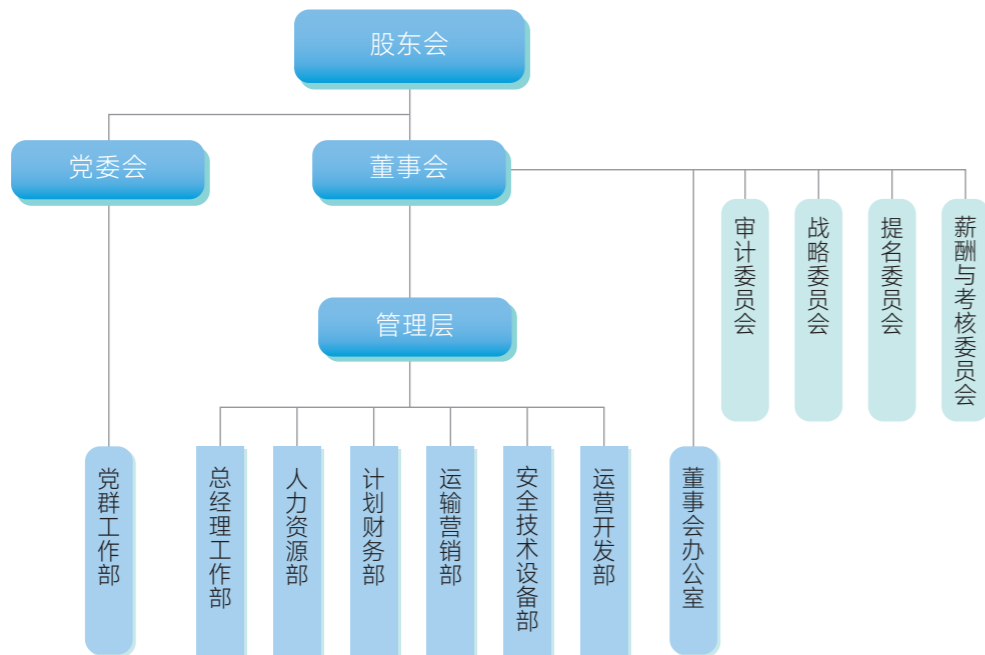 股东会
党委会
董事会
审计委员会
战略委员会
提名委员会
薪酬与考核委员会
管理层
党群工作部
总经理工作部
人力资源部
计划财务部
运输营销部
安全技术设备部
运营开发部
董事会办公室